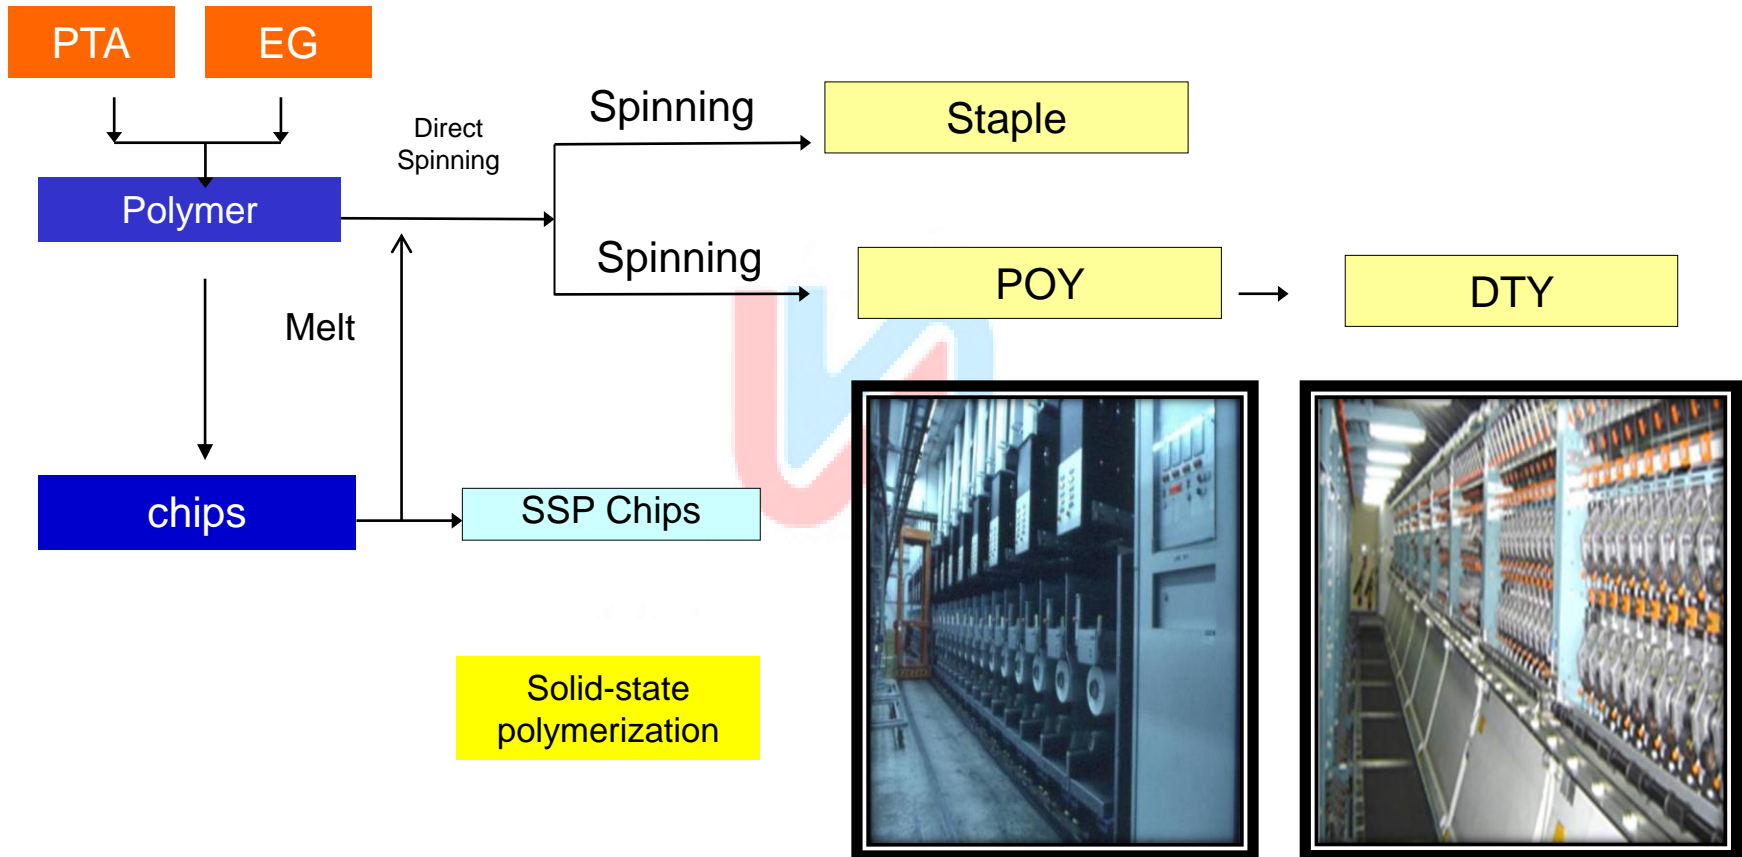 PTA
EG
Direct
Spinning
Spinning
Staple
Polymer
Spinning
POY
DTY
Melt
chips
SSP Chips
Solid-state
polymerization